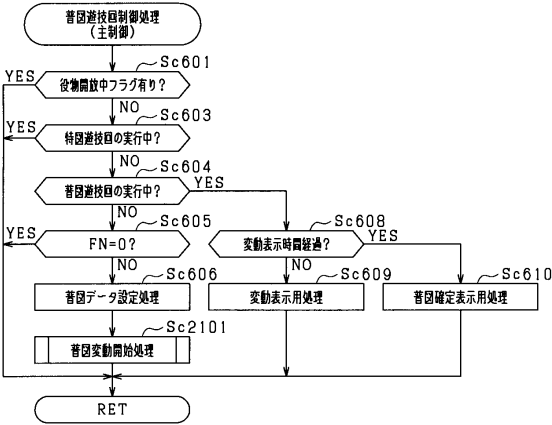 普図遊技回制御処理
(主制御)
Sc601
YES
役物開放中フラグ有り?
NO
Sc603
YES
特図遊技回の実行中?
NO
Sc604
普図遊技回の実行中?
YES
NO
Sc605
Sc608
YES
FN=0?
変動表示時間経過?
YES
NO
NO
Sc606
Sc609
Sc610
普図データ設定処理
変動表示用処理
普図確定表示用処理
Sc2101
普図変動開始処理
RET